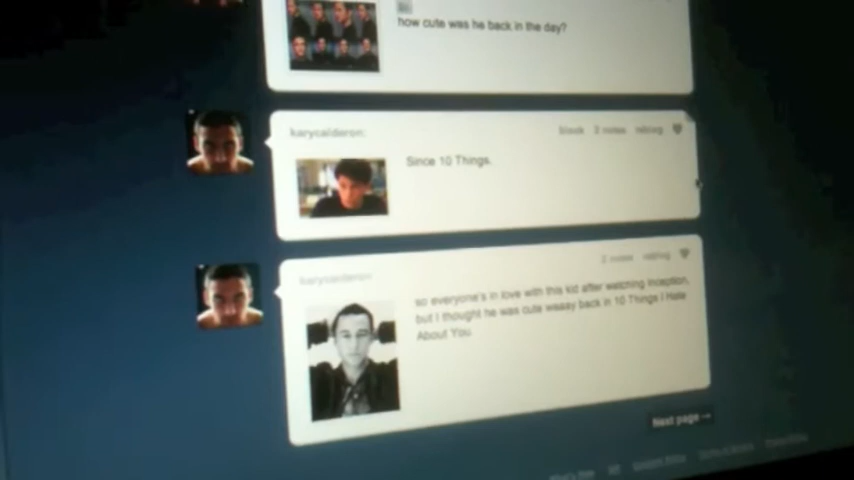 how cute was he back in the day?
karycalderon:
block 2 notes reblog
Since 10 Things.
2 notes reblog
karycalderon:
so everyone's in love with this kid after watching Inception,
but I thought he was cute waaay back in 10 Things I Hate
About You.
Next page →